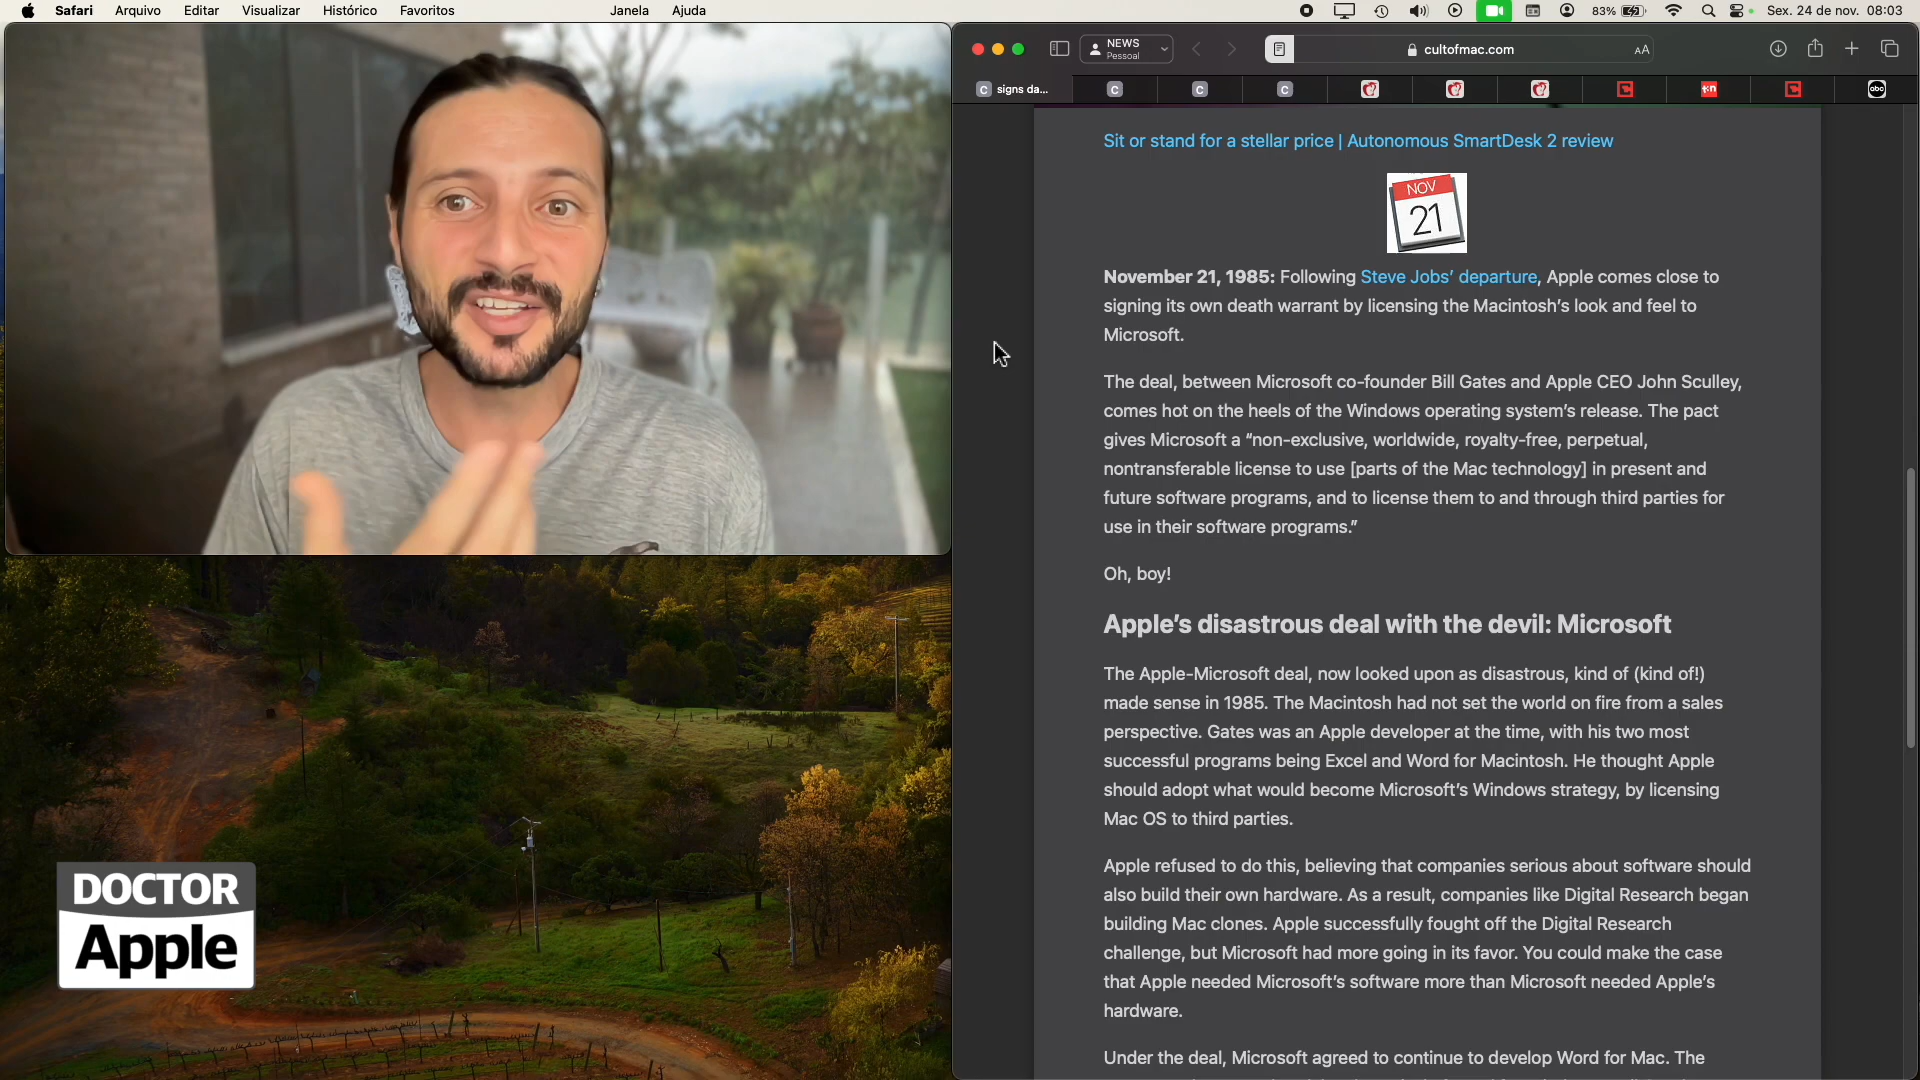 Safari Arquivo Editar Visualizar Histórico Favoritos Janela Ajuda 83% Sex. 24 de nov. 08:03
NEWS
Pessoal
cultofmac.com
AA
C signs da... C C C abc
Sit or stand for a stellar price | Autonomous SmartDesk 2 review
NOV
21
November 21, 1985: Following Steve Jobs’ departure, Apple comes close to
signing its own death warrant by licensing the Macintosh’s look and feel to
Microsoft.
The deal, between Microsoft co-founder Bill Gates and Apple CEO John Sculley,
comes hot on the heels of the Windows operating system’s release. The pact
gives Microsoft a “non-exclusive, worldwide, royalty-free, perpetual,
nontransferable license to use [parts of the Mac technology] in present and
future software programs, and to license them to and through third parties for
use in their software programs.”
Oh, boy!
Apple’s disastrous deal with the devil: Microsoft
The Apple-Microsoft deal, now looked upon as disastrous, kind of (kind of!)
made sense in 1985. The Macintosh had not set the world on fire from a sales
perspective. Gates was an Apple developer at the time, with his two most
successful programs being Excel and Word for Macintosh. He thought Apple
should adopt what would become Microsoft’s Windows strategy, by licensing
Mac OS to third parties.
Apple refused to do this, believing that companies serious about software should
also build their own hardware. As a result, companies like Digital Research began
building Mac clones. Apple successfully fought off the Digital Research
challenge, but Microsoft had more going in its favor. You could make the case
that Apple needed Microsoft’s software more than Microsoft needed Apple’s
hardware.
Under the deal, Microsoft agreed to continue to develop Word for Mac. The
DOCTOR
Apple